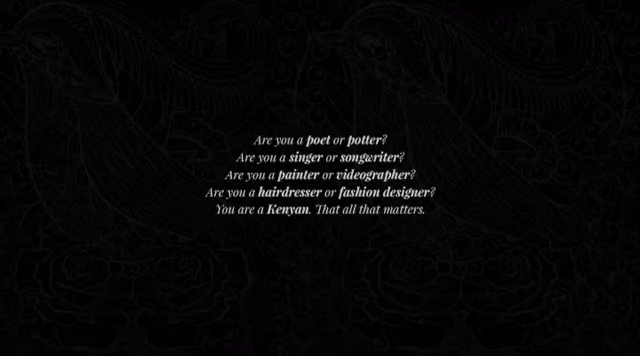 Are you a poet or potter?
Are you a singer or songwriter?
Are you a painter or videographer?
Are you a hairdresser or fashion designer?
You are a Kenyan. That all that matters.